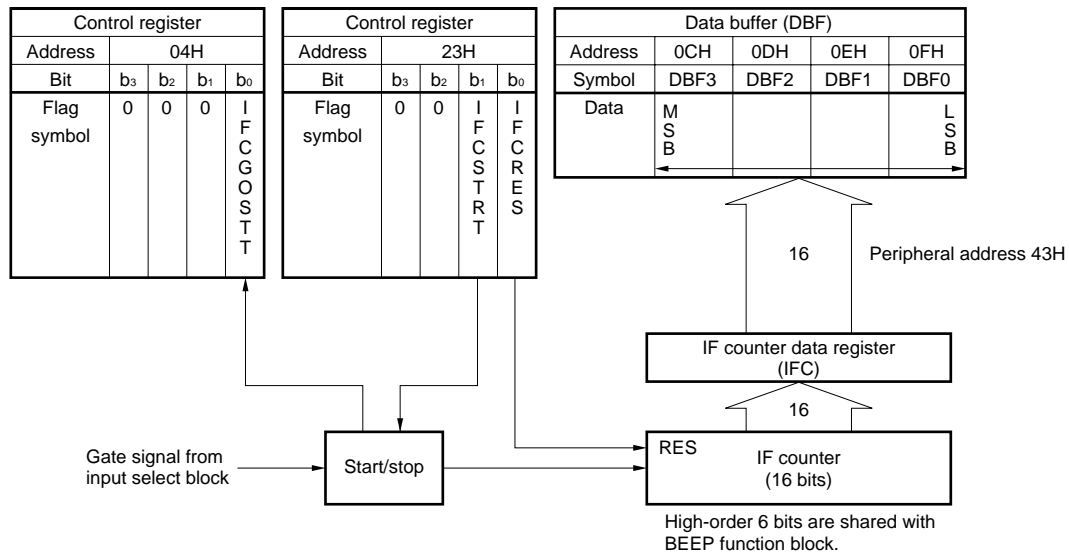 Control register
Address 04H
Bit b3 b2 b1 b0
Flag symbol 0 0 0 IFCGOSTT
Control register
Address 23H
Bit b3 b2 b1 b0
Flag symbol 0 0 IFCSTRT IFCRES
Data buffer (DBF)
Address 0CH 0DH 0EH 0FH
Symbol DBF3 DBF2 DBF1 DBF0
Data MSB LSB
16
Peripheral address 43H
IF counter data register
(IFC)
16
Gate signal from
input select block
Start/stop
RES
IF counter
(16 bits)
High-order 6 bits are shared with
BEEP function block.